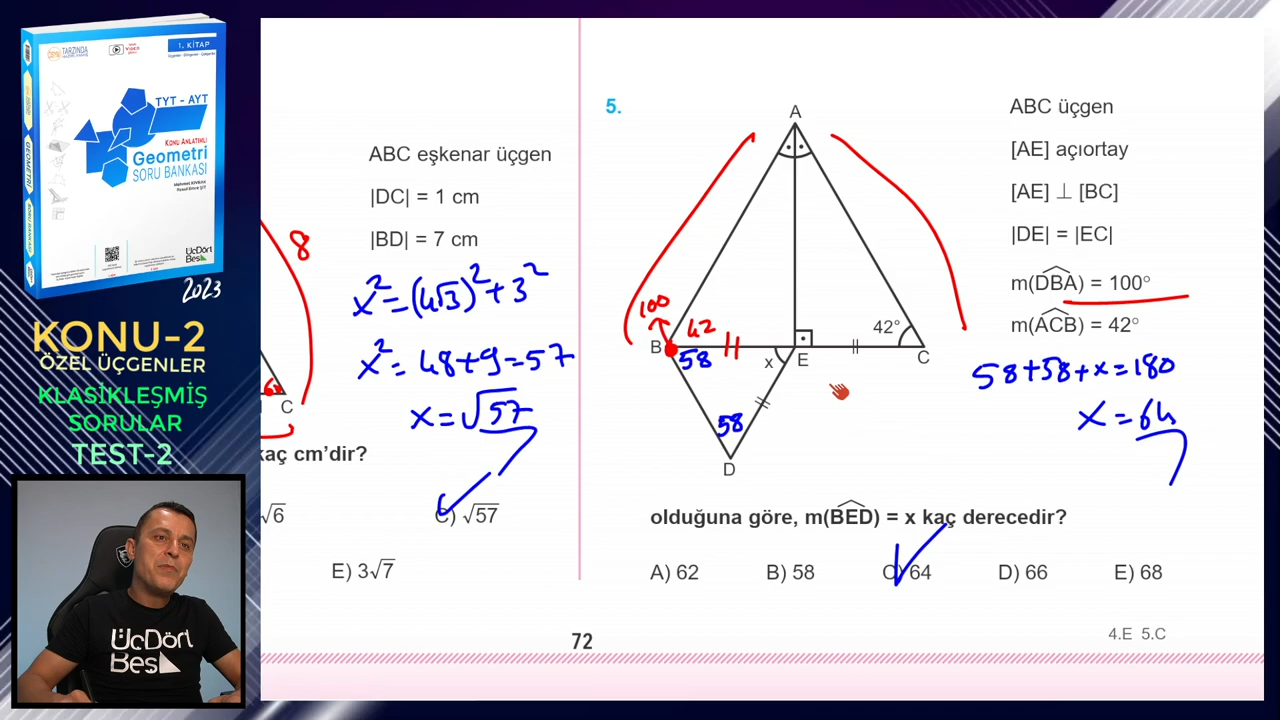 TARZINDA
1. KİTAP
TYT - AYT
KONU ANLATIMLI
Geometri
SORU BANKASI
GEOMETRİ
ÜçDört
Beş
2023
KONU-2
ÖZEL ÜÇGENLER
KLASİKLEŞMİŞ
SORULAR
TEST-2
ÜçDört
Beş
8
C
ABC eşkenar üçgen
|DC| = 1 cm
|BD| = 7 cm
x² = (4√3)² + 3²
x² = 48+9=57
x = √57
kaç cm'dir?
√6
C) √57
E) 3√7
72
5.
A
B
C
D
E
x
42°
100
42
58
58
ABC üçgen
[AE] açıortay
[AE] ⊥ [BC]
|DE| = |EC|
m(DBA) = 100°
m(ACB) = 42°
58+58+x=180
x = 64
olduğuna göre, m(BED) = x kaç derecedir?
A) 62 B) 58 C) 64 D) 66 E) 68
4.E 5.C